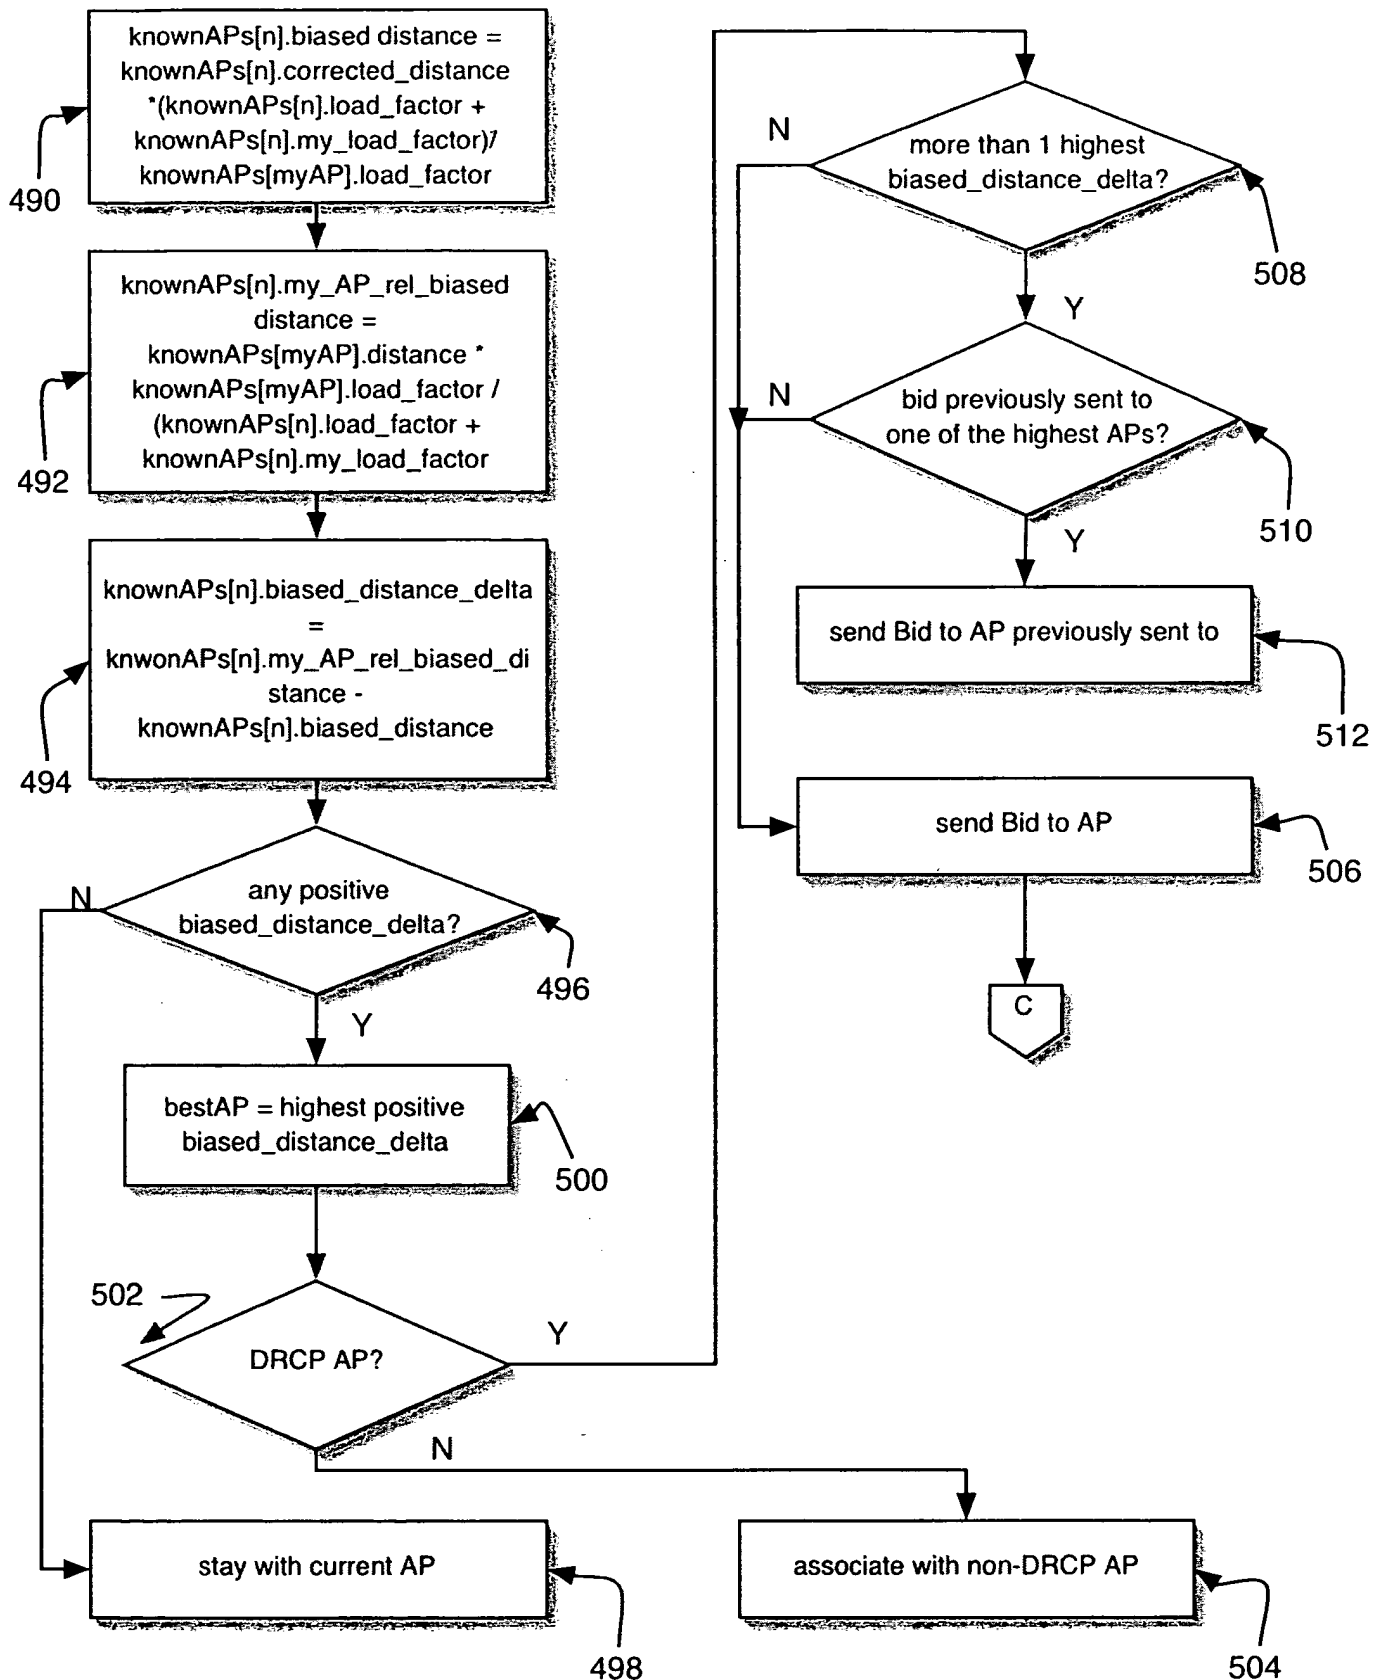 knownAPs[n].biased distance =
knownAPs[n].corrected_distance
*(knownAPs[n].load_factor +
knownAPs[n].my_load_factor)/
knownAPs[myAP].load_factor
490
knownAPs[n].my_AP_rel_biased
distance =
knownAPs[myAP].distance *
knownAPs[myAP].load_factor /
(knownAPs[n].load_factor +
knownAPs[n].my_load_factor
492
knownAPs[n].biased_distance_delta
=
knwonAPs[n].my_AP_rel_biased_di
stance -
knownAPs[n].biased_distance
494
any positive
biased_distance_delta?
N
496
Y
bestAP = highest positive
biased_distance_delta
500
502
DRCP AP?
Y
N
stay with current AP
498
associate with non-DRCP AP
504
more than 1 highest
biased_distance_delta?
N
508
Y
bid previously sent to
one of the highest APs?
N
510
Y
send Bid to AP previously sent to
512
send Bid to AP
506
C